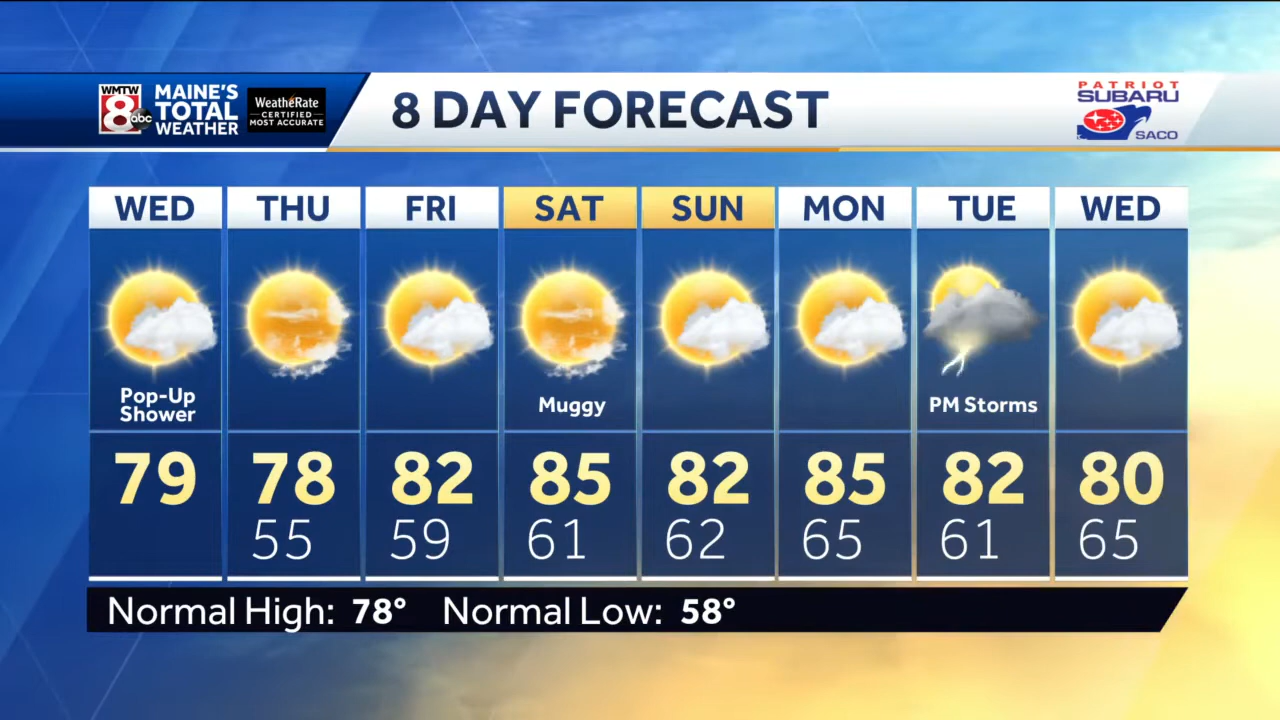 WMTW
8
abc
MAINE'S
TOTAL
WEATHER
WeatheRate
CERTIFIED
MOST ACCURATE
8 DAY FORECAST
PATRIOT
SUBARU
SACO
WED THU FRI SAT SUN MON TUE WED
Pop-Up
Shower
Muggy
PM Storms
79 78 82 85 82 85 82 80
55 59 61 62 65 61 65
Normal High: 78° Normal Low: 58°